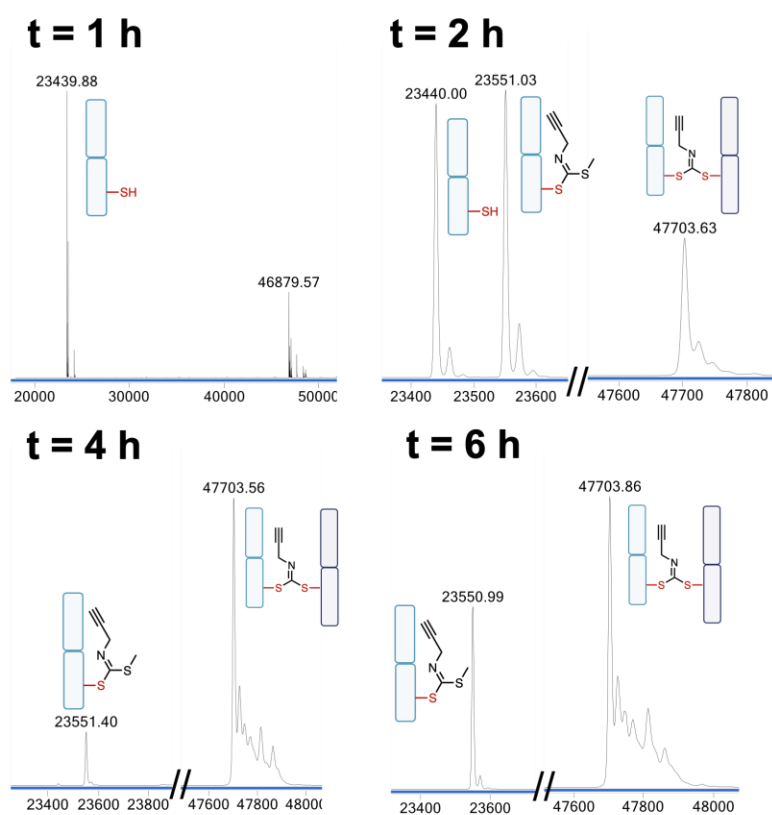 t = 1 h
23439.88
SH
46879.57
20000 30000 40000 50000
t = 2 h
23440.00
23551.03
N
S
S
SH
N
S
S
47703.63
23400 23500 23600 47600 47700 47800
t = 4 h
47703.56
N
S
S
N
S
S
23551.40
23400 23600 23800 47600 47800 48000
t = 6 h
47703.86
N
S
S
23550.99
N
S
S
23400 23600 47600 47800 48000